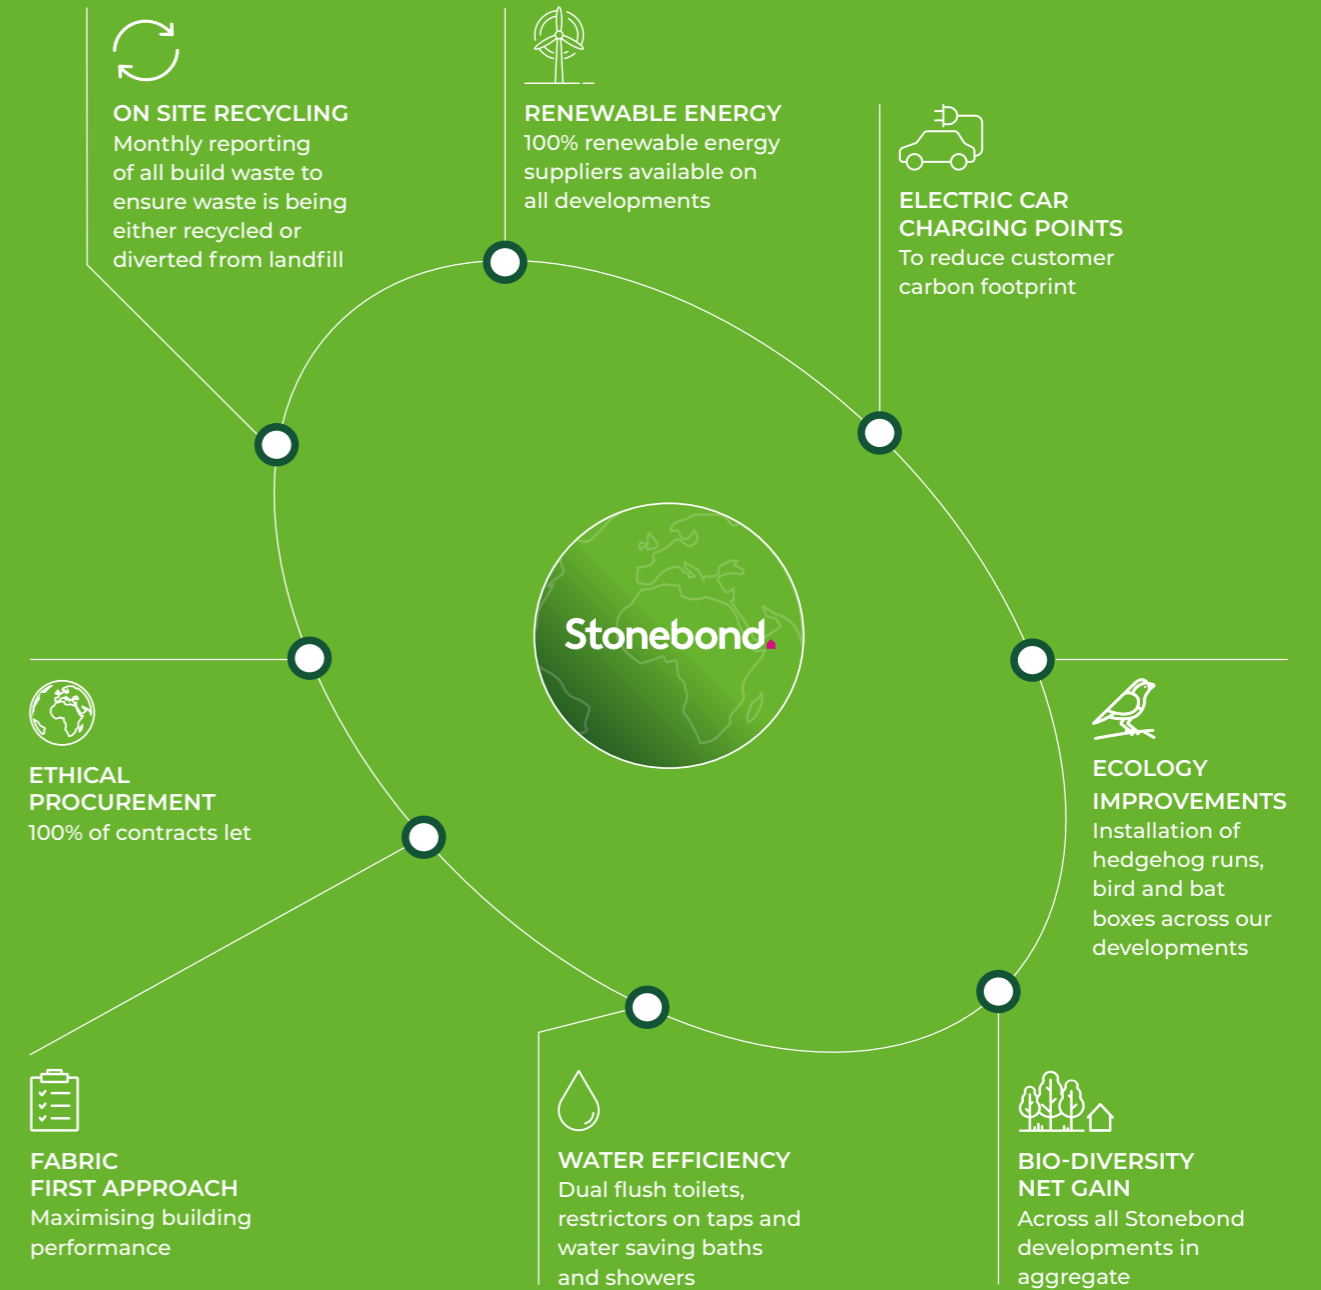 ON SITE RECYCLING
Monthly reporting
of all build waste to
ensure waste is being
either recycled or
diverted from landfill
RENEWABLE ENERGY
100% renewable energy
suppliers available on
all developments
ELECTRIC CAR
CHARGING POINTS
To reduce customer
carbon footprint
Stonebond.
ETHICAL
PROCUREMENT
100% of contracts let
ECOLOGY
IMPROVEMENTS
Installation of
hedgehog runs,
bird and bat
boxes across our
developments
FABRIC
FIRST APPROACH
Maximising building
performance
WATER EFFICIENCY
Dual flush toilets,
restrictors on taps and
water saving baths
and showers
BIO-DIVERSITY
NET GAIN
Across all Stonebond
developments in
aggregate